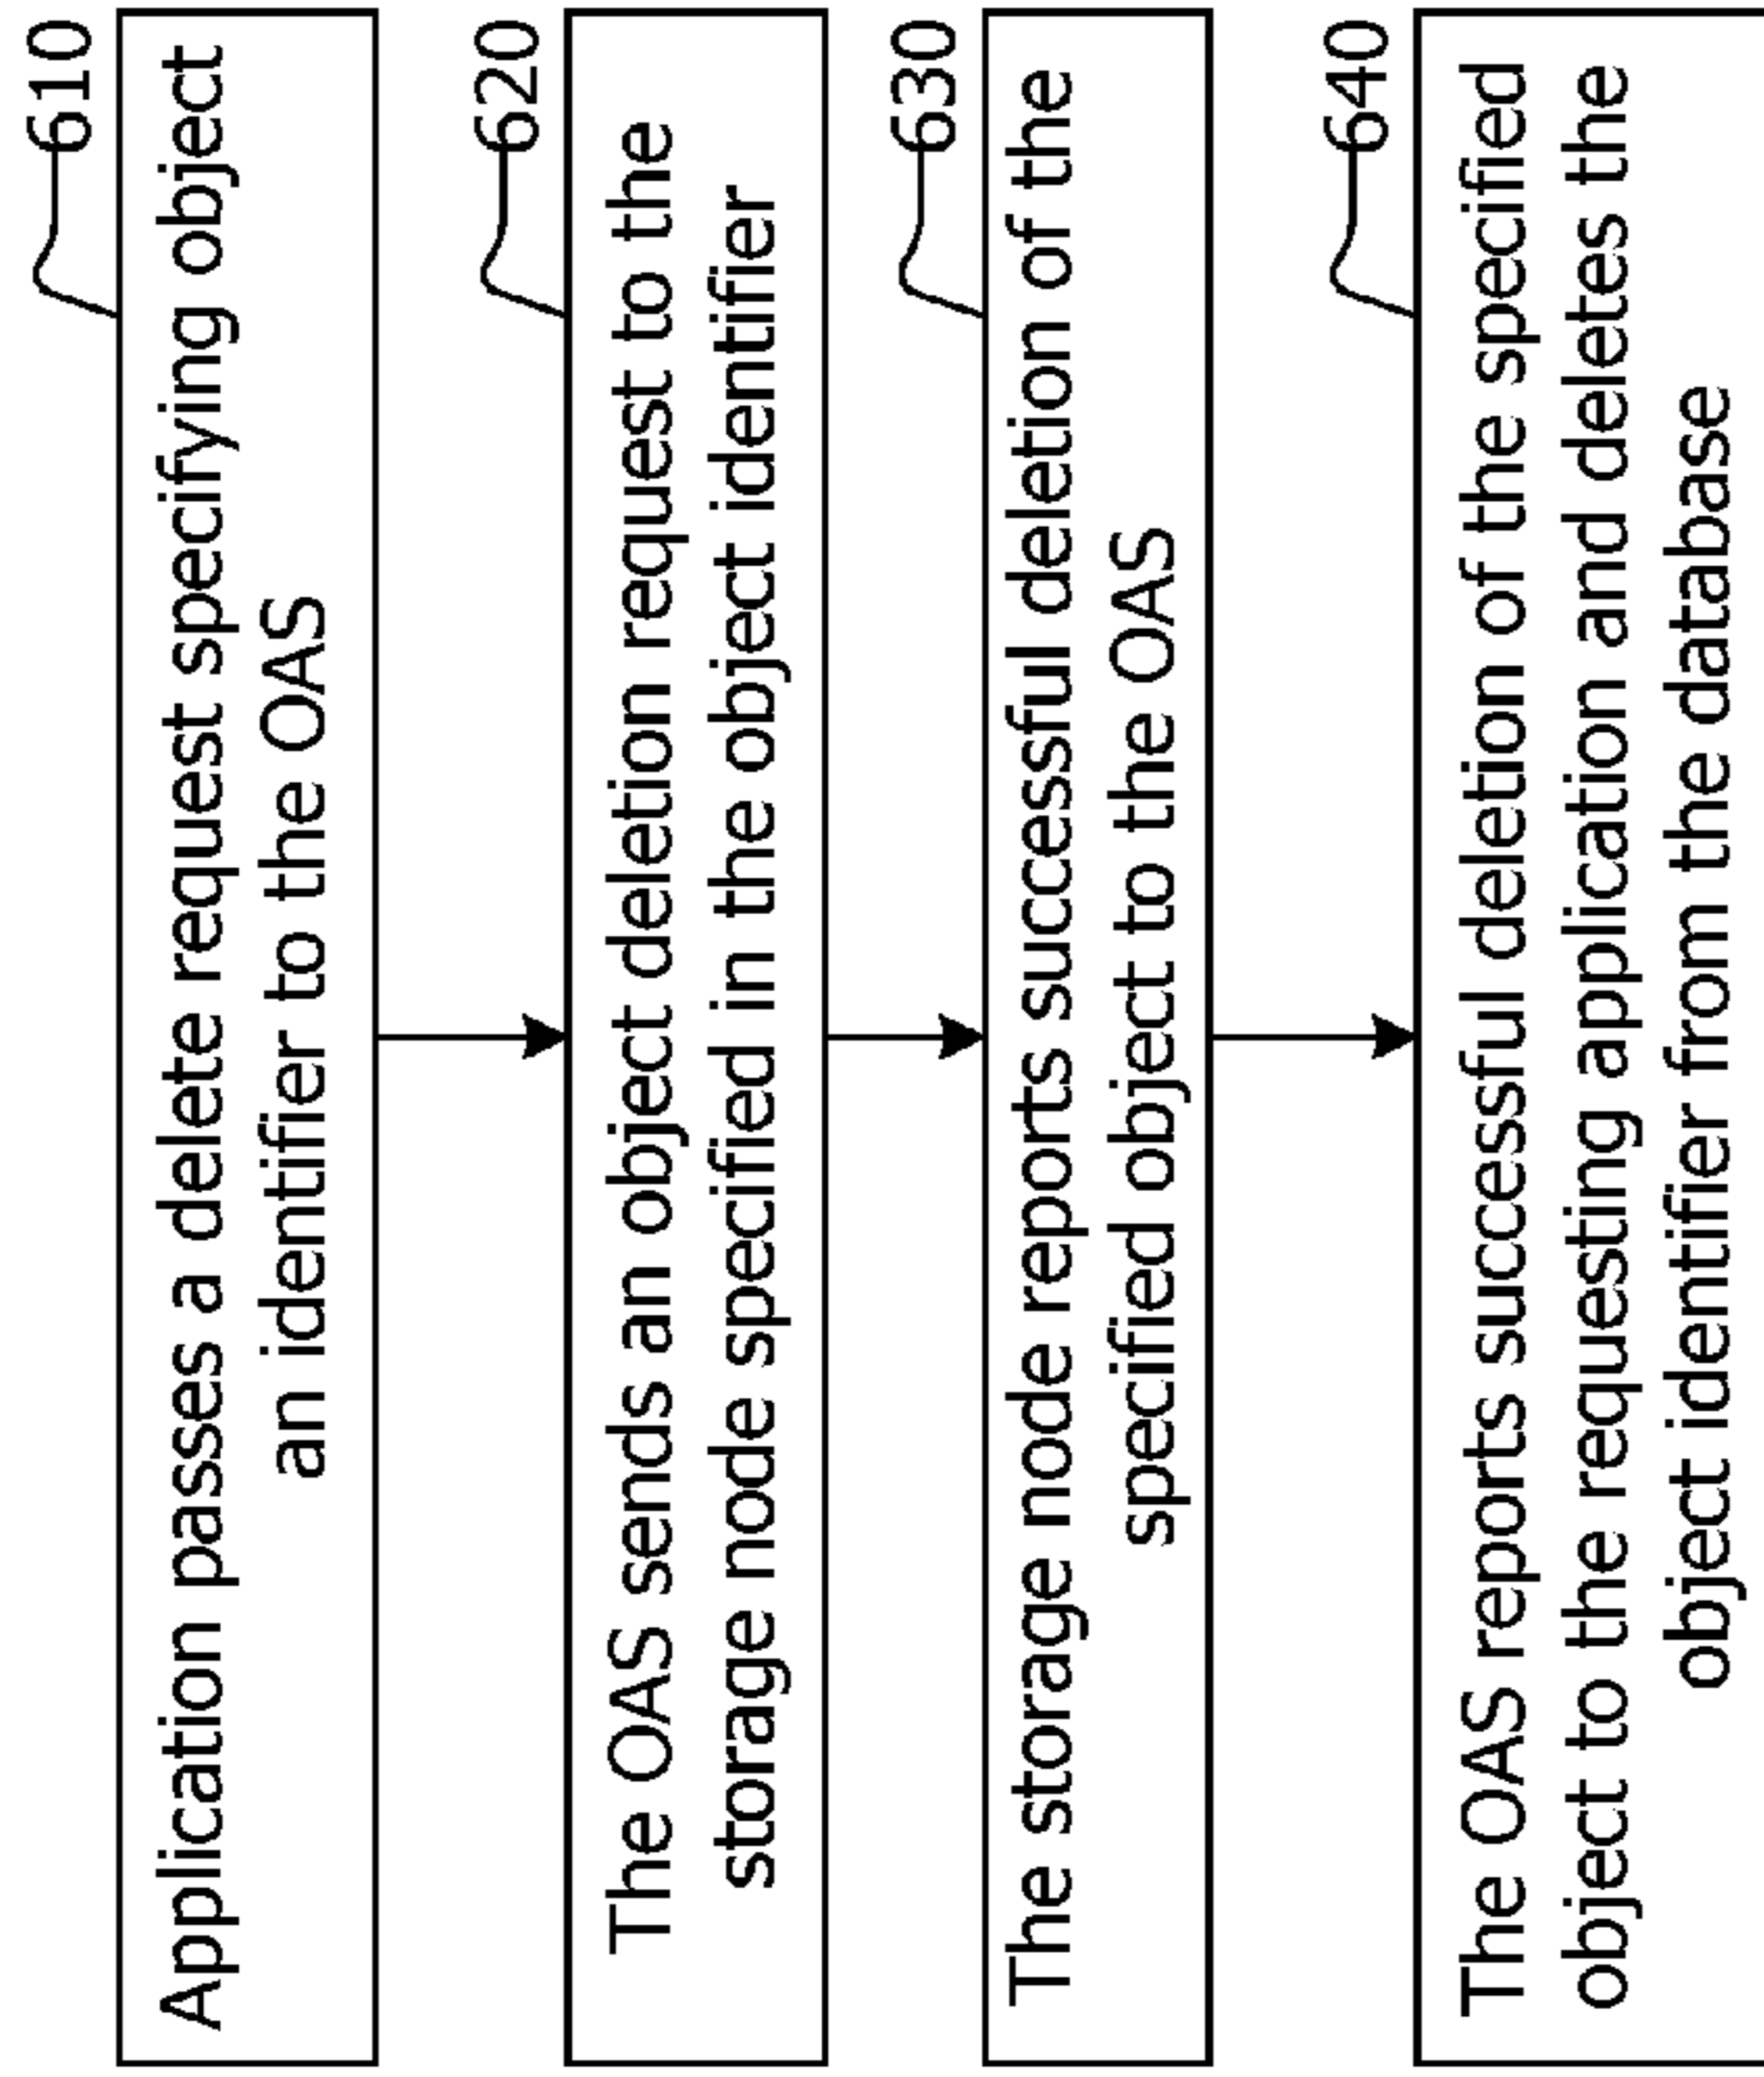 610
Application passes a delete request specifying object
an identifier to the OAS
620
The OAS sends an object deletion request to the
storage node specified in the object identifier
630
The storage node reports successful deletion of the
specified object to the OAS
640
The OAS reports successful deletion of the specified
object to the requesting application and deletes the
object identifier from the database